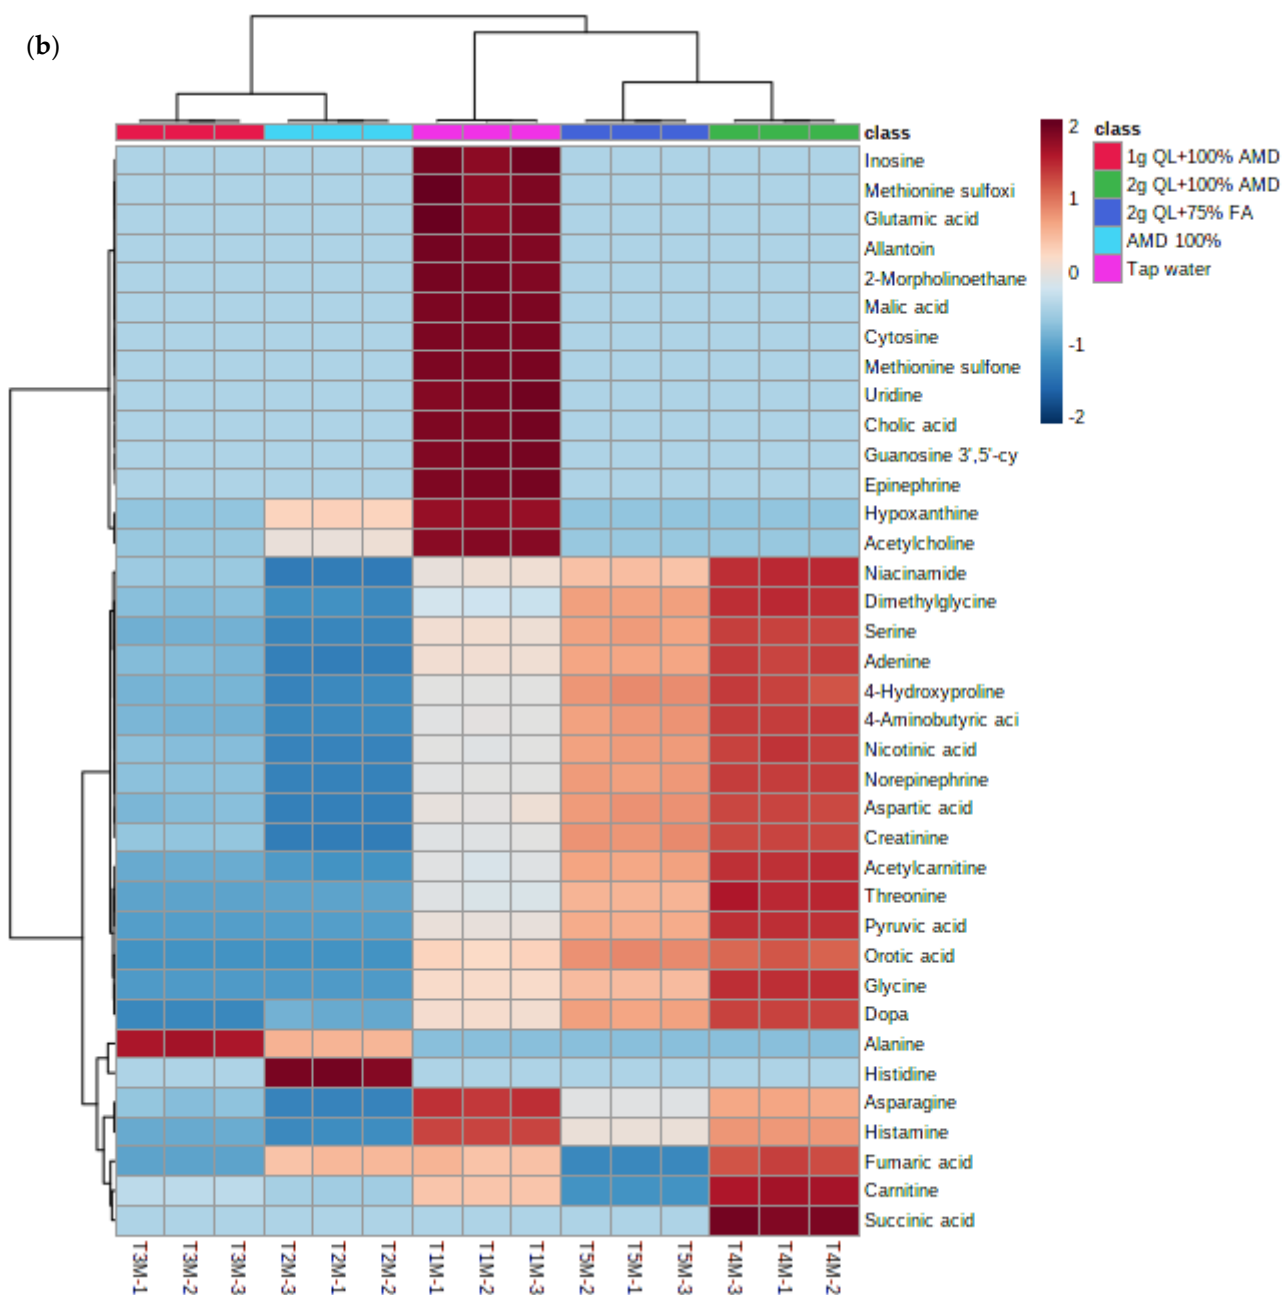 (b)
class
Inosine
Methionine sulfoxi
Glutamic acid
Allantoin
2-Morpholinoethane
Malic acid
Cytosine
Methionine sulfone
Uridine
Cholic acid
Guanosine 3',5'-cy
Epinephrine
Hypoxanthine
Acetylcholine
Niacinamide
Dimethylglycine
Serine
Adenine
4-Hydroxyproline
4-Aminobutyric aci
Nicotinic acid
Norepinephrine
Aspartic acid
Creatinine
Acetylcarnitine
Threonine
Pyruvic acid
Orotic acid
Glycine
Dopa
Alanine
Histidine
Asparagine
Histamine
Fumaric acid
Carnitine
Succinic acid
2
1
0
-1
-2
class
1g QL+100% AMD
2g QL+100% AMD
2g QL+75% FA
AMD 100%
Tap water
T3M-1
T3M-2
T3M-3
T2M-3
T2M-1
T2M-2
T1M-1
T1M-2
T1M-3
T5M-2
T5M-1
T5M-3
T4M-3
T4M-1
T4M-2